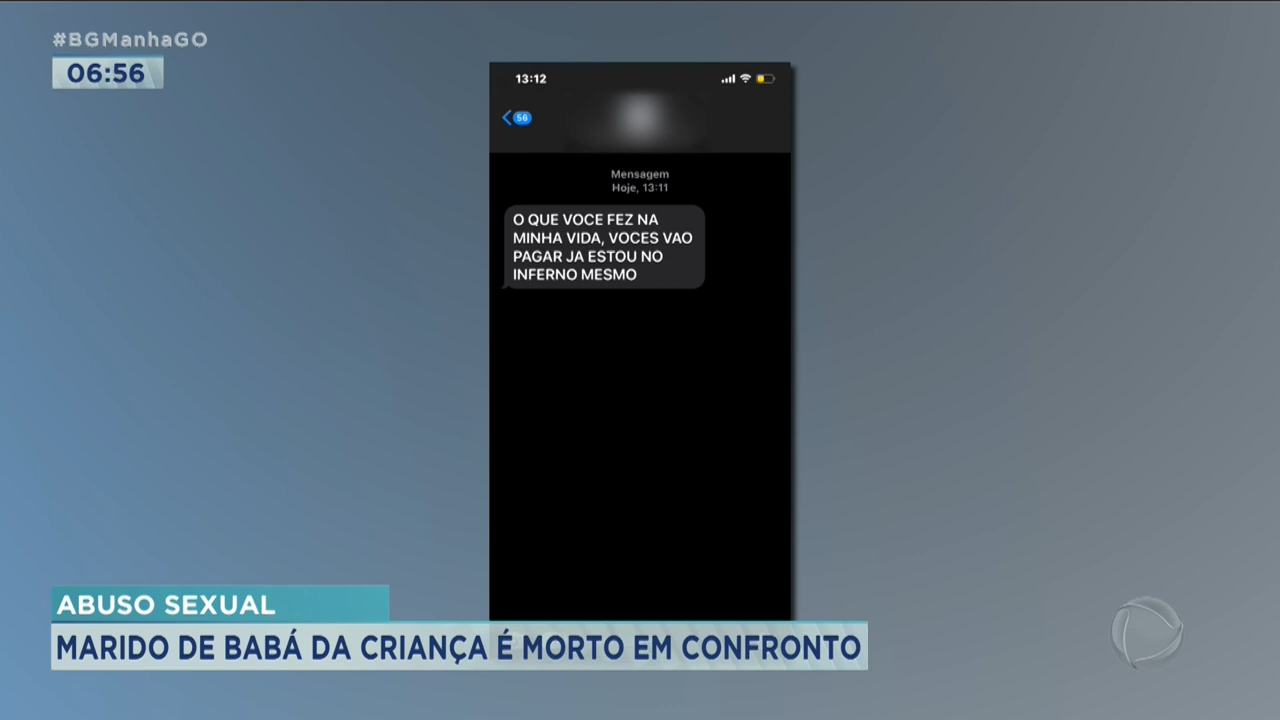 #BGManhaGO
06:56
13:12
56
Mensagem
Hoje, 13:11
O QUE VOCE FEZ NA
MINHA VIDA, VOCES VAO
PAGAR JA ESTOU NO
INFERNO MESMO
ABUSO SEXUAL
MARIDO DE BABÁ DA CRIANÇA É MORTO EM CONFRONTO